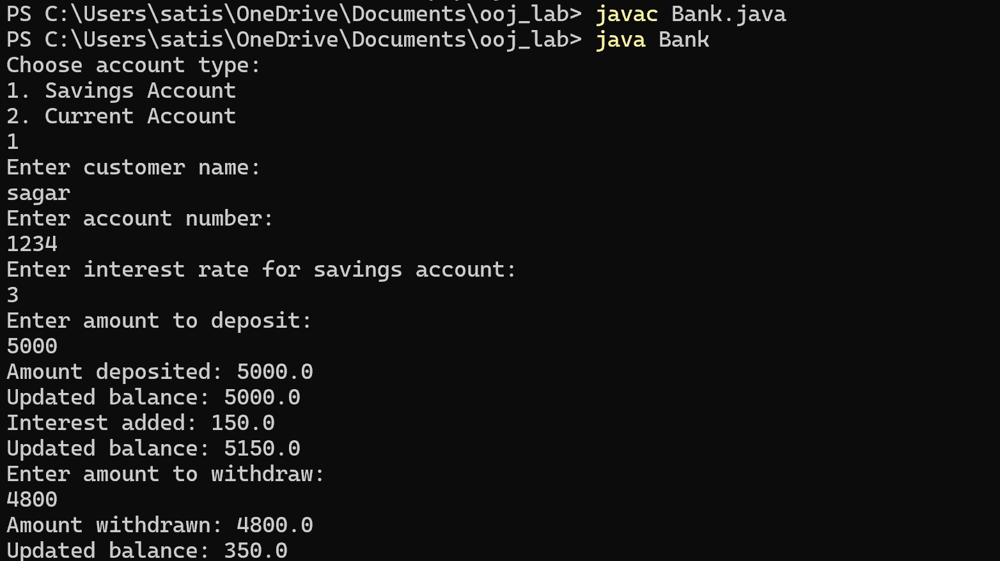 PS C:\Users\satis\OneDrive\Documents\ooj_lab> javac Bank.java
PS C:\Users\satis\OneDrive\Documents\ooj_lab> java Bank
Choose account type:
1. Savings Account
2. Current Account
1
Enter customer name:
sagar
Enter account number:
1234
Enter interest rate for savings account:
3
Enter amount to deposit:
5000
Amount deposited: 5000.0
Updated balance: 5000.0
Interest added: 150.0
Updated balance: 5150.0
Enter amount to withdraw:
4800
Amount withdrawn: 4800.0
Updated balance: 350.0